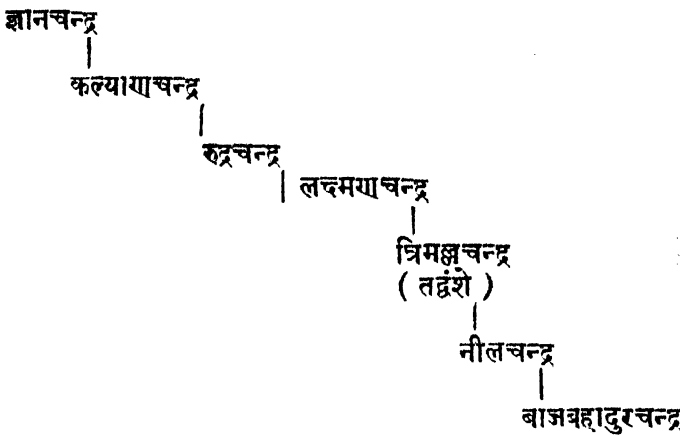 ज्ञानचन्द्र
कल्याणचन्द्र
रुद्रचन्द्र
लक्ष्मणचन्द्र
त्रिमल्लचन्द्र
( तद्वंशे )
नीलचन्द्र
बाजबहादुरचन्द्र